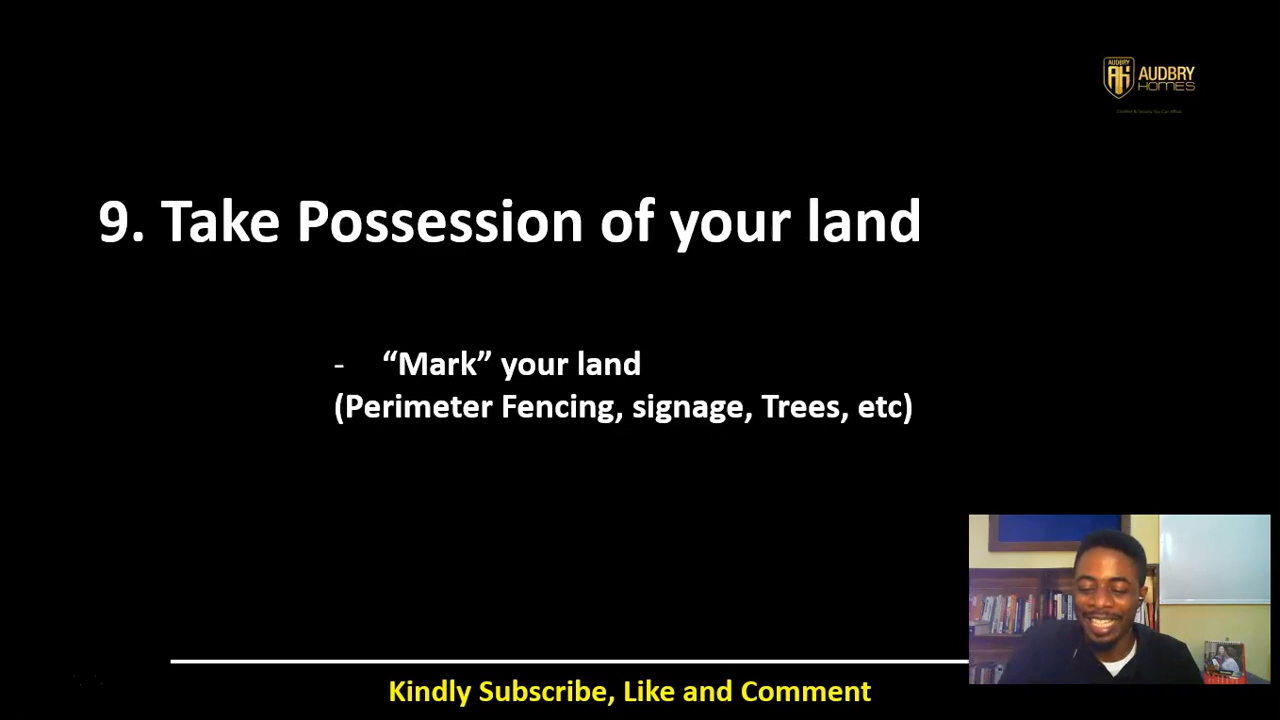 AUDBRY
AUDBRY
HOMES
9. Take Possession of your land
- “Mark” your land
(Perimeter Fencing, signage, Trees, etc)
Kindly Subscribe, Like and Comment